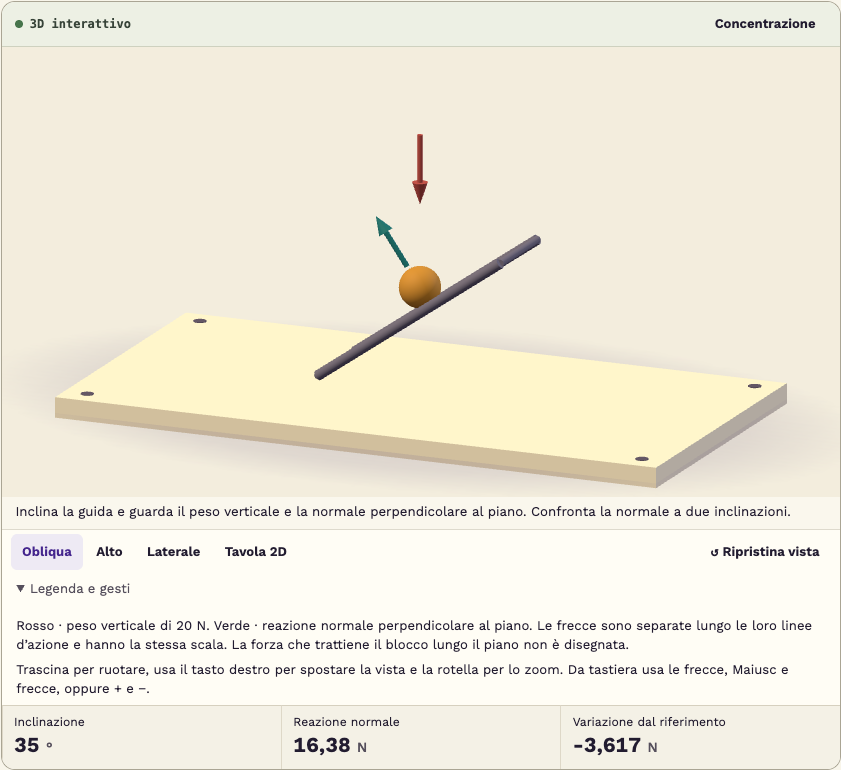 3D interattivo
Concentrazione
Inclina la guida e guarda il peso verticale e la normale perpendicolare al piano. Confronta la normale a due inclinazioni.
Obliqua Alto Laterale Tavola 2D
↺ Ripristina vista
▼ Legenda e gesti
Rosso · peso verticale di 20 N. Verde · reazione normale perpendicolare al piano. Le frecce sono separate lungo le loro linee
d’azione e hanno la stessa scala. La forza che trattiene il blocco lungo il piano non è disegnata.
Trascina per ruotare, usa il tasto destro per spostare la vista e la rotella per lo zoom. Da tastiera usa le frecce, Maiusc e
frecce, oppure + e −.
Inclinazione
35 °
Reazione normale
16,38 N
Variazione dal riferimento
-3,617 N